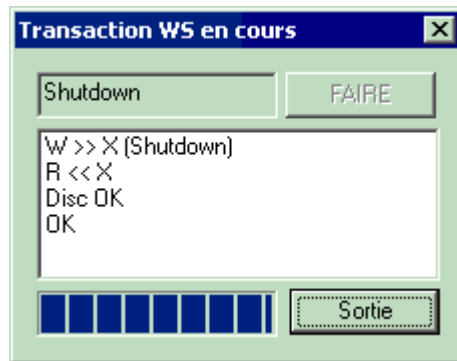 Transaction WS en cours
Shutdown
FAIRE
W >> X (Shutdown)
R << X
Disc OK
OK
Sortie